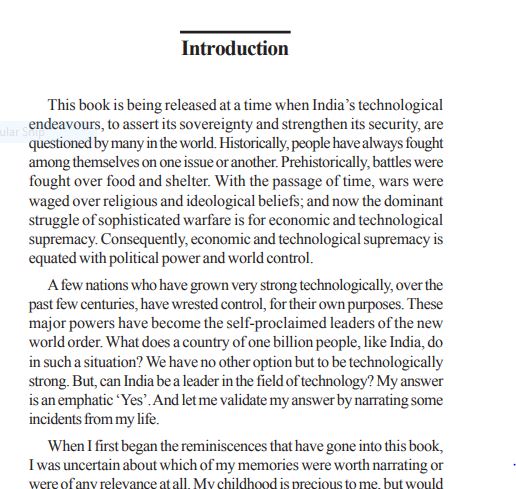 Introduction
This book is being released at a time when India's technological
endeavours, to assert its sovereignty and strengthen its security, are
questioned by many in the world. Historically, people have always fought
among themselves on one issue or another. Prehistorically, battles were
fought over food and shelter. With the passage of time, wars were
waged over religious and ideological beliefs; and now the dominant
struggle of sophisticated warfare is for economic and technological
supremacy. Consequently, economic and technological supremacy is
equated with political power and world control.
A few nations who have grown very strong technologically, over the
past few centuries, have wrested control, for their own purposes. These
major powers have become the self-proclaimed leaders of the new
world order. What does a country of one billion people, like India, do
in such a situation? We have no other option but to be technologically
strong. But, can India be a leader in the field of technology? My answer
is an emphatic ‘Yes’. And let me validate my answer by narrating some
incidents from my life.
When I first began the reminiscences that have gone into this book,
I was uncertain about which of my memories were worth narrating or
were of any relevance at all. My childhood is precious to me, but would